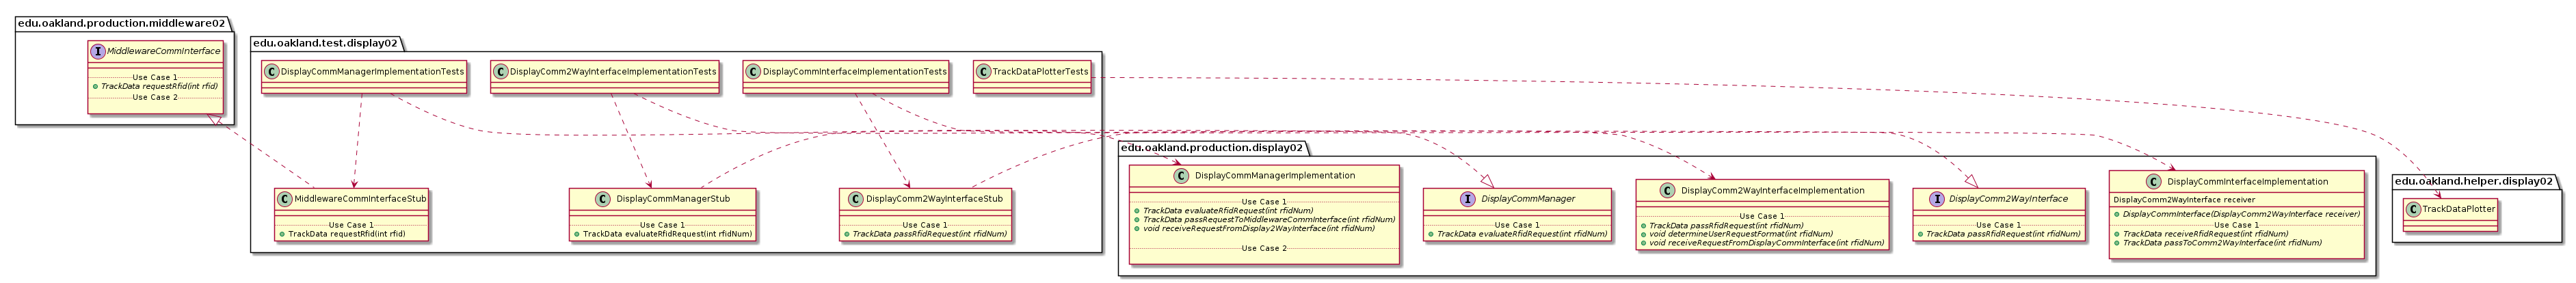 edu.oakland.production.middleware02
I MiddlewareCommInterface
Use Case 1
TrackData requestRfid(int rfid)
Use Case 2
edu.oakland.test.display02
C DisplayCommManagerImplementationTests
C DisplayComm2WayInterfaceImplementationTests
C DisplayCommInterfaceImplementationTests
C TrackDataPlotterTests
C MiddlewareCommInterfaceStub
Use Case 1
TrackData requestRfid(int rfid)
C DisplayCommManagerStub
Use Case 1
TrackData evaluateRfidRequest(int rfidNum)
C DisplayComm2WayInterfaceStub
Use Case 1
TrackData passRfidRequest(int rfidNum)
edu.oakland.production.display02
C DisplayCommManagerImplementation
Use Case 1
TrackData evaluateRfidRequest(int rfidNum)
TrackData passRequestToMiddlewareCommInterface(int rfidNum)
void receiveRequestFromDisplay2WayInterface(int rfidNum)
Use Case 2
I DisplayCommManager
Use Case 1
TrackData evaluateRfidRequest(int rfidNum)
C DisplayComm2WayInterfaceImplementation
Use Case 1
TrackData passRfidRequest(int rfidNum)
void determineUserRequestFormat(int rfidNum)
void receiveRequestFromDisplayCommInterface(int rfidNum)
I DisplayComm2WayInterface
Use Case 1
TrackData passRfidRequest(int rfidNum)
C DisplayCommInterfaceImplementation
DisplayComm2WayInterface receiver
DisplayCommInterface(DisplayComm2WayInterface receiver)
Use Case 1
TrackData receiveRfidRequest(int rfidNum)
TrackData passToComm2WayInterface(int rfidNum)
edu.oakland.helper.display02
C TrackDataPlotter